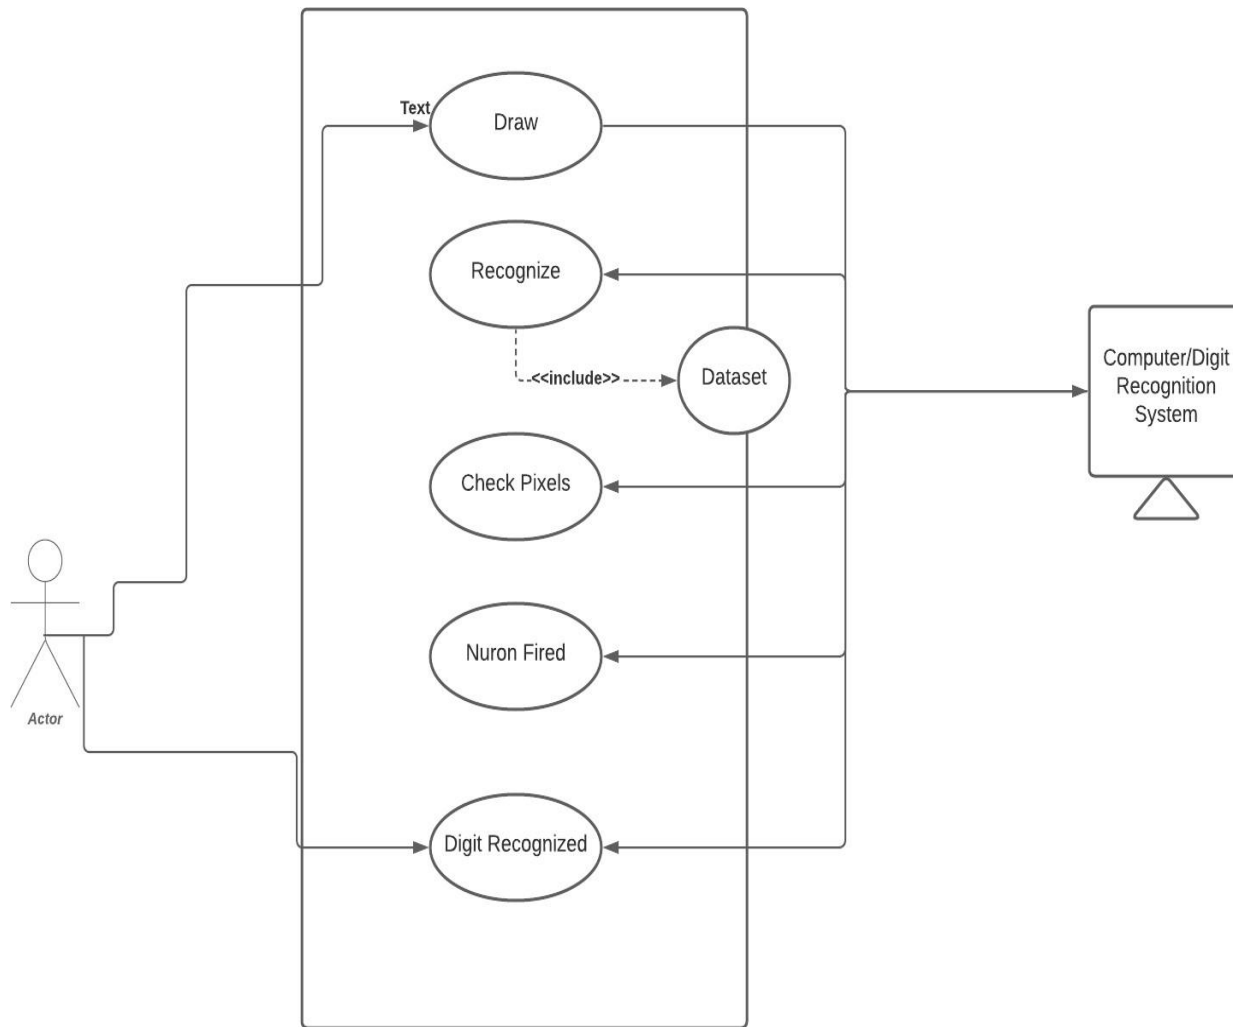 Text
Draw
Recognize
<<include>>
Dataset
Computer/Digit
Recognition
System
Check Pixels
Nuron Fired
Actor
Digit Recognized